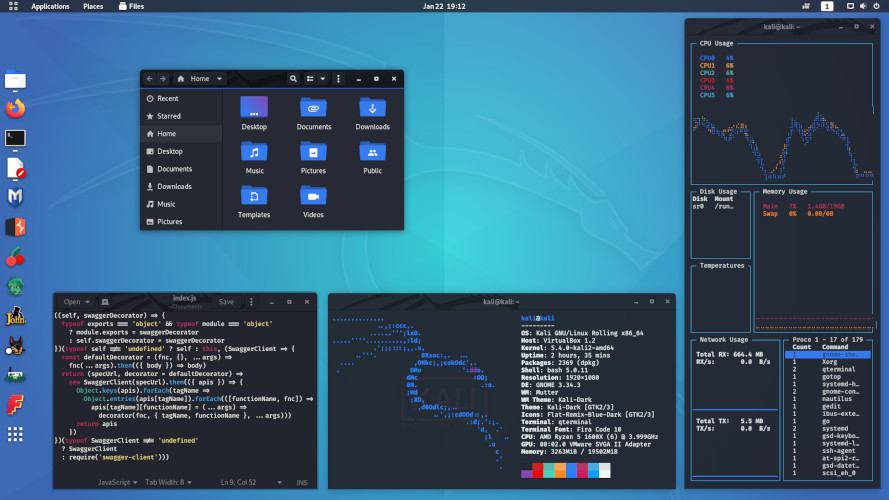 Applications Places Files
Jan 22 19:12
1
Home
Recent
Starred
Home
Desktop
Documents
Downloads
Music
Pictures
Desktop Documents Downloads
Music Pictures Public
Templates Videos
kali@kali: ~
CPU Usage
CPU0 4%
CPU1 6%
CPU2 6%
CPU3 4%
CPU4 6%
CPU5 6%
Disk Usage
Disk Mount
sr0 /run…
Memory Usage
Main 7% 1.4GB/19GB
Swap 0% 0.0B/0B
Temperatures
Network Usage
Total RX: 664.4 MB
RX/s: 0.0 B/s
Total TX: 5.5 MB
TX/s: 0.0 B/s
Proce 1 - 17 of 179
Count Command
1 gnome-she…
1 Xorg
2 qterminal
2 gotop
1 systemd-h…
2 gnome-con…
1 nautilus
1 gedit
1 ibus-exte…
1 go
2 systemd
1 gsd-keybo…
1 systemd-l…
1 ssh-agent
1 at-spi2-r…
1 gsd-datet…
1 scsi_eh_0
Open
index.js
~/Documents
Save
((self, swaggerDecorator) => {
typeof exports === 'object' && typeof module === 'object'
? module.exports = swaggerDecorator
: self.swaggerDecorator = swaggerDecorator
})(typeof self !== 'undefined' ? self : this, (SwaggerClient => {
const defaultDecorator = (fnc, {}, ...args) =>
fnc(...args).then(({ body }) => body)
return (specUrl, decorator = defaultDecorator) =>
new SwaggerClient(specUrl).then(({ apis }) => {
Object.keys(apis).forEach(tagName =>
Object.entries(apis[tagName]).forEach(([functionName, fnc]) =>
apis[tagName][functionName] = (...args) =>
decorator(fnc, { tagName, functionName }, ...args)))
return apis
})
})(typeof SwaggerClient !== 'undefined'
? SwaggerClient
: require('swagger-client')))
JavaScript Tab Width: 8 Ln 9, Col 52 INS
kali@kali: ~
kali@kali
---------
OS: Kali GNU/Linux Rolling x86_64
Host: VirtualBox 1.2
Kernel: 5.4.0-kali2-amd64
Uptime: 2 hours, 35 mins
Packages: 2369 (dpkg)
Shell: bash 5.0.11
Resolution: 1920×1080
DE: GNOME 3.34.3
WM: Mutter
WM Theme: Kali-Dark
Theme: Kali-Dark [GTK2/3]
Icons: Flat-Remix-Blue-Dark [GTK2/3]
Terminal: qterminal
Terminal Font: Fira Code 10
CPU: AMD Ryzen 5 1600X (6) @ 3.999GHz
GPU: 00:02.0 VMware SVGA II Adapter
Memory: 3263MiB / 19502MiB
KALI
John